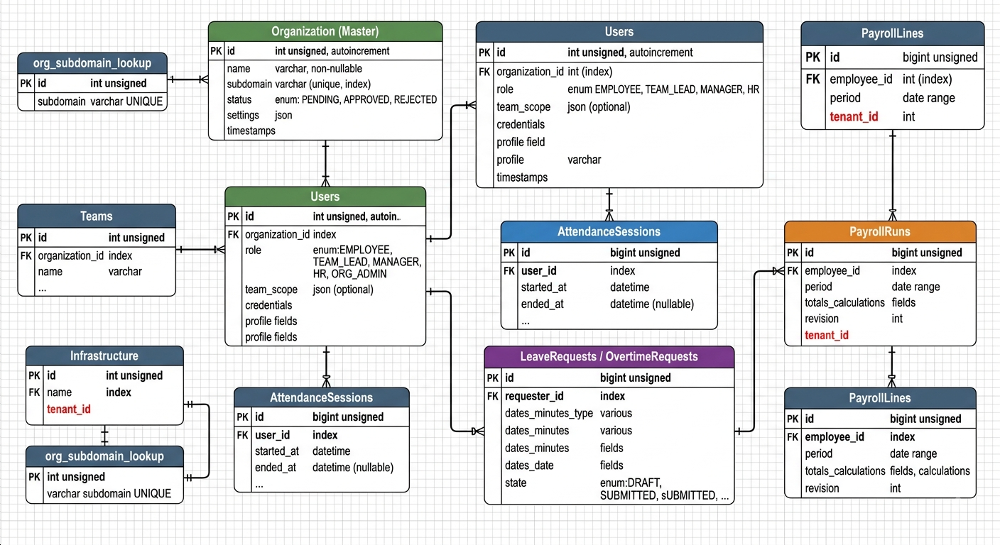 org_subdomain_lookup
PK id int unsigned
subdomain varchar UNIQUE
Organization (Master)
PK id int unsigned, autoincrement
name varchar, non-nullable
subdomain varchar (unique, index)
status enum: PENDING, APPROVED, REJECTED
settings json
timestamps
Users
PK id int unsigned, autoincrement
FK organization_id int (index)
role enum EMPLOYEE, TEAM_LEAD, MANAGER, HR
team_scope json (optional)
credentials
profile field
profile varchar
timestamps
PayrollLines
PK id bigint unsigned
FK employee_id int (index)
period date range
tenant_id int
Teams
PK id int unsigned
FK organization_id index
name varchar
...
Users
PK id int unsigned, autoin..
FK organization_id index
role enum:EMPLOYEE,
TEAM_LEAD, MANAGER,
HR, ORG_ADMIN
team_scope json (optional)
credentials
profile fields
profile fields
AttendanceSessions
PK id bigint unsigned
FK user_id index
started_at datetime
ended_at datetime (nullable)
...
PayrollRuns
PK id bigint unsigned
FK employee_id index
period date range
totals_calculations fields
revision int
tenant_id
Infrastructure
PK id int unsigned
FK name index
tenant_id
org_subdomain_lookup
PK int unsigned
varchar subdomain UNIQUE
AttendanceSessions
PK id bigint unsigned
FK user_id index
started_at datetime
ended_at datetime (nullable)
...
LeaveRequests / OvertimeRequests
PK id bigint unsigned
FK requester_id index
dates_minutes_type various
dates_minutes various
dates_minutes fields
dates_date fields
state enum:DRAFT,
SUBMITTED, sUBMITTED, ...
PayrollLines
PK id bigint unsigned
FK employee_id index
period date range
totals_calculations fields, calculations
revision int